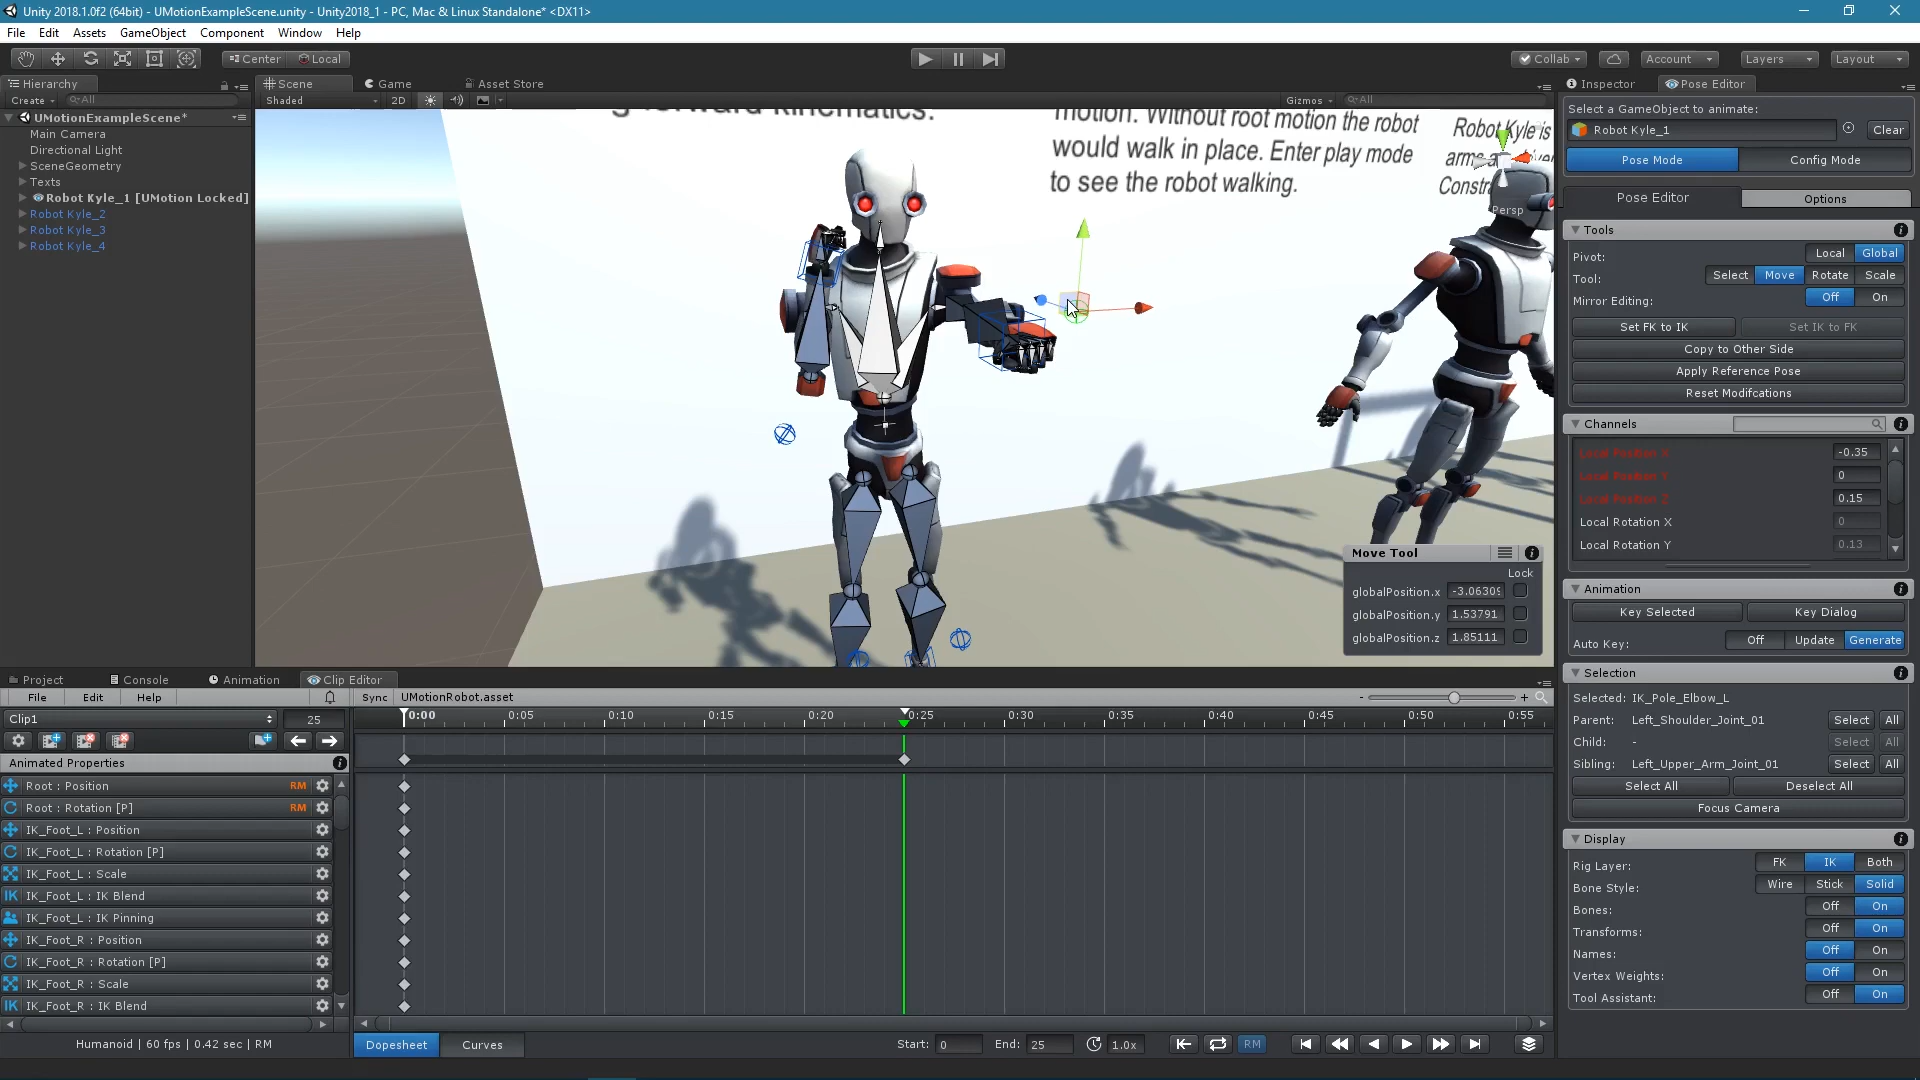 Unity 2018.1.0f2 (64bit) - UMotionExampleScene.unity - Unity2018_1 - PC, Mac & Linux Standalone* <DX11>
File Edit Assets GameObject Component Window Help
Center Local
Collab Account Layers Layout
Hierarchy
Create All
UMotionExampleScene*
Main Camera
Directional Light
SceneGeometry
Texts
Robot Kyle_1 [UMotion Locked]
Robot Kyle_2
Robot Kyle_3
Robot Kyle_4
Scene Game Asset Store
Shaded 2D Gizmos All
g forward kinematics.
motion. Without root motion the robot
would walk in place. Enter play mode
to see the robot walking.
Robot Kyle is
Persp
Move Tool
Lock
globalPosition.x -3.06309
globalPosition.y 1.53791
globalPosition.z 1.85111
Inspector Pose Editor
Select a GameObject to animate:
Robot Kyle_1 Clear
Pose Mode Config Mode
Pose Editor Options
Tools
Pivot: Local Global
Tool: Select Move Rotate Scale
Mirror Editing: Off On
Set FK to IK Set IK to FK
Copy to Other Side
Apply Reference Pose
Reset Modifcations
Channels
Local Position X -0.35
Local Position Y 0
Local Position Z 0.15
Local Rotation X 0
Local Rotation Y 0.13
Animation
Key Selected Key Dialog
Auto Key: Off Update Generate
Selection
Selected: IK_Pole_Elbow_L
Parent: Left_Shoulder_Joint_01 Select All
Child: - Select All
Sibling: Left_Upper_Arm_Joint_01 Select All
Select All Deselect All
Focus Camera
Display
Rig Layer: FK IK Both
Bone Style: Wire Stick Solid
Bones: Off On
Transforms: Off On
Names: Off On
Vertex Weights: Off On
Tool Assistant: Off On
Project Console Animation Clip Editor
File Edit Help Sync UMotionRobot.asset - +
Clip1 25
0:00 0:05 0:10 0:15 0:20 0:25 0:30 0:35 0:40 0:45 0:50 0:55
Animated Properties
Root : Position RM
Root : Rotation [P] RM
IK_Foot_L : Position
IK_Foot_L : Rotation [P]
IK_Foot_L : Scale
IK IK_Foot_L : IK Blend
IK_Foot_L : IK Pinning
IK_Foot_R : Position
IK_Foot_R : Rotation [P]
IK_Foot_R : Scale
IK IK_Foot_R : IK Blend
Humanoid | 60 fps | 0.42 sec | RM
Dopesheet Curves Start: 0 End: 25 1.0x RM